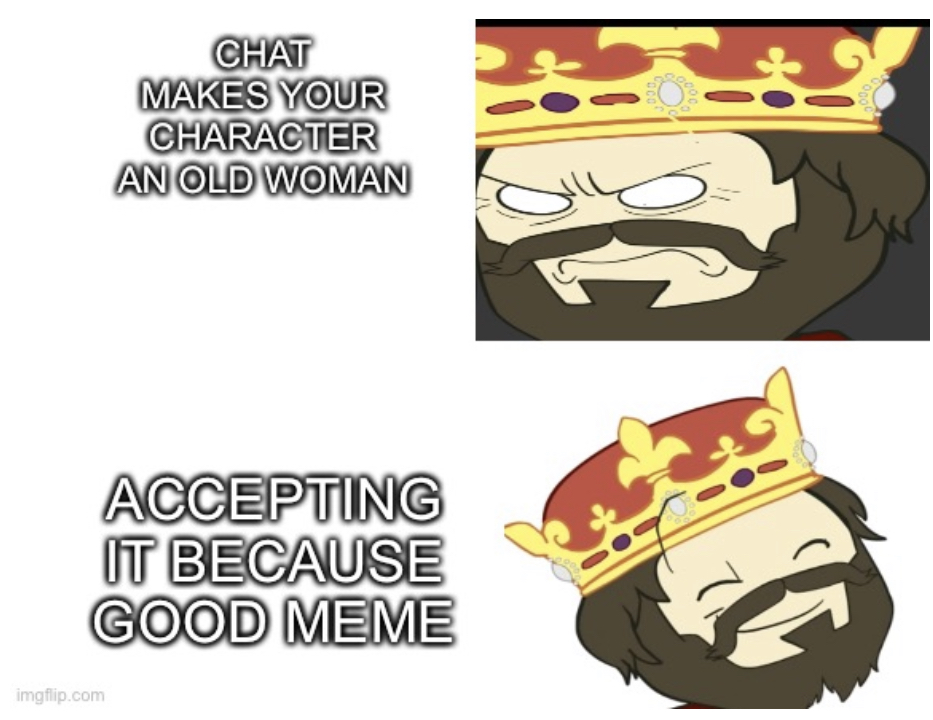 CHAT
MAKES YOUR
CHARACTER
AN OLD WOMAN
ACCEPTING
IT BECAUSE
GOOD MEME
imgflip.com